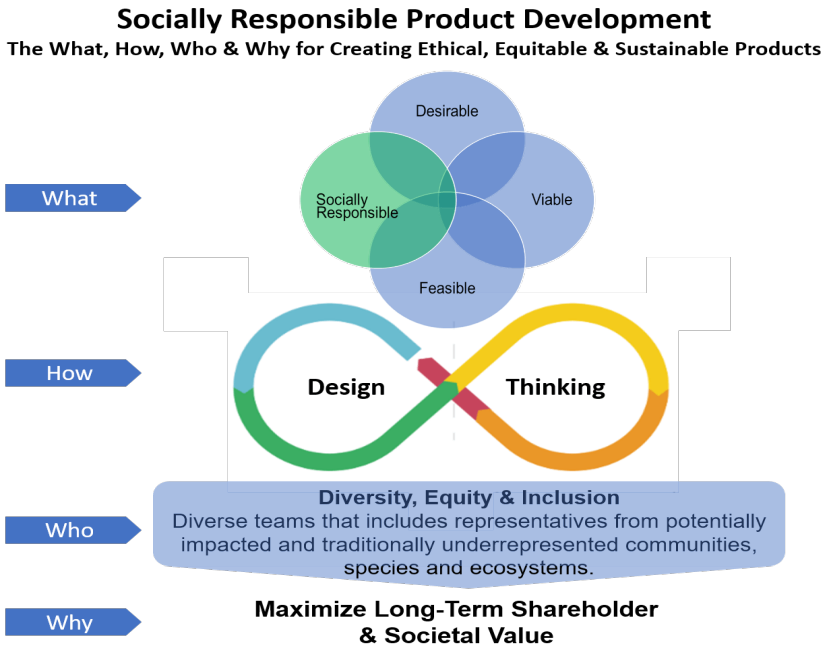 Socially Responsible Product Development
The What, How, Who & Why for Creating Ethical, Equitable & Sustainable Products
Desirable
What
Socially
Responsible
Viable
Feasible
How
Design
Thinking
Diversity, Equity & Inclusion
Who
Diverse teams that includes representatives from potentially
impacted and traditionally underrepresented communities,
species and ecosystems.
Why
Maximize Long-Term Shareholder
& Societal Value